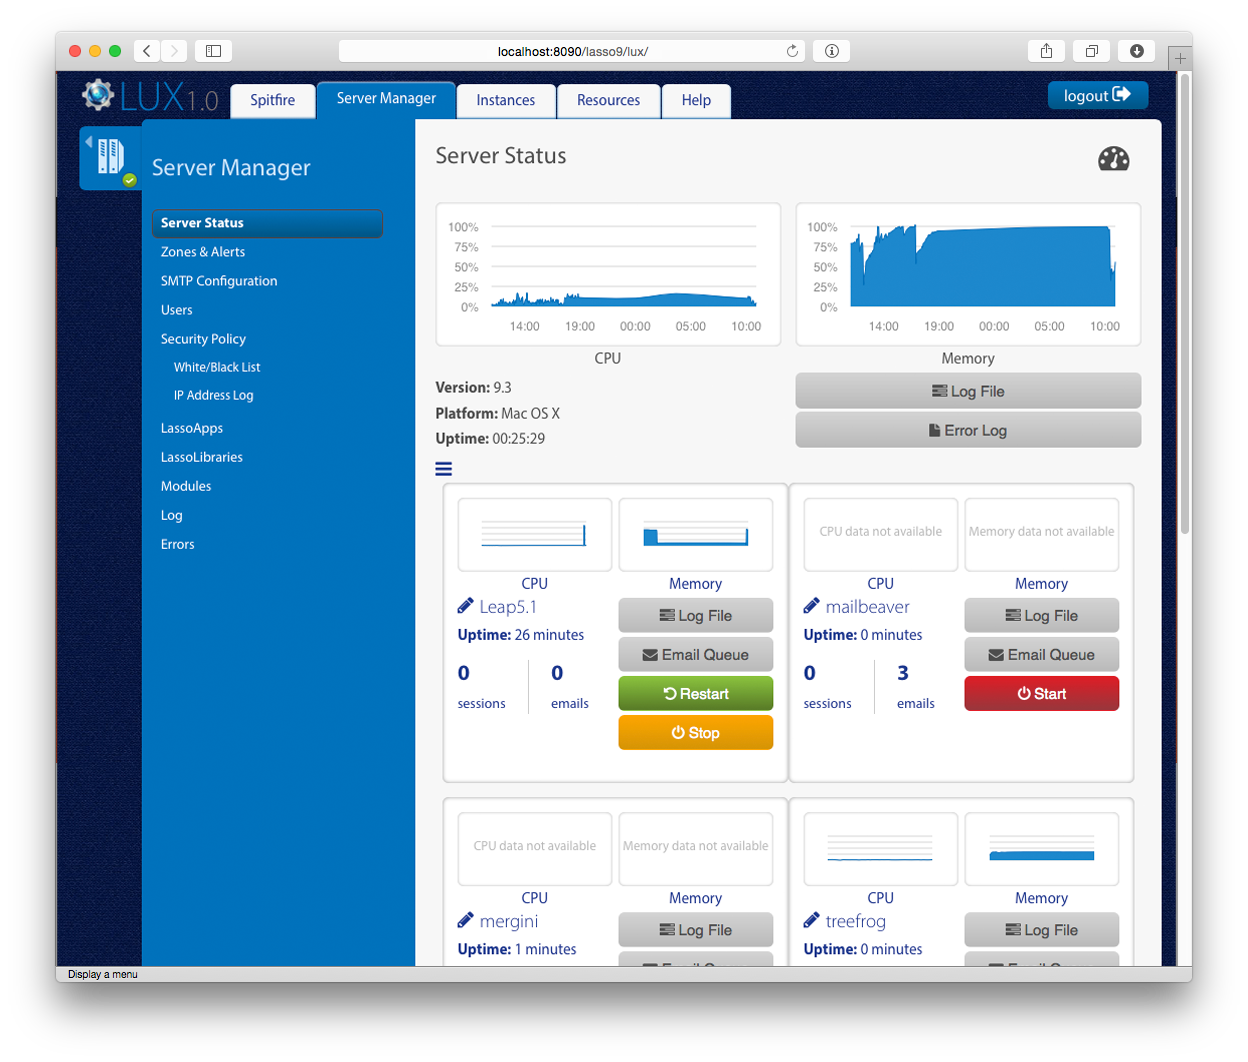 localhost:8090/lasso9/lux/
LUX1.0
Spitfire
Server Manager
Instances
Resources
Help
logout
Server Manager
Server Status
Zones & Alerts
SMTP Configuration
Users
Security Policy
White/Black List
IP Address Log
LassoApps
LassoLibraries
Modules
Log
Errors
Server Status
100%
75%
50%
25%
0%
14:00 19:00 00:00 05:00 10:00
CPU
100%
75%
50%
25%
0%
14:00 19:00 00:00 05:00 10:00
Memory
Version: 9.3
Platform: Mac OS X
Uptime: 00:25:29
Log File
Error Log
CPU
Memory
Leap5.1
Uptime: 26 minutes
0
sessions
0
emails
Log File
Email Queue
Restart
Stop
CPU data not available
Memory data not available
CPU
Memory
mailbeaver
Uptime: 0 minutes
0
sessions
3
emails
Log File
Email Queue
Start
CPU data not available
Memory data not available
CPU
Memory
mergini
Uptime: 1 minutes
Log File
CPU
Memory
treefrog
Uptime: 0 minutes
Log File
Display a menu